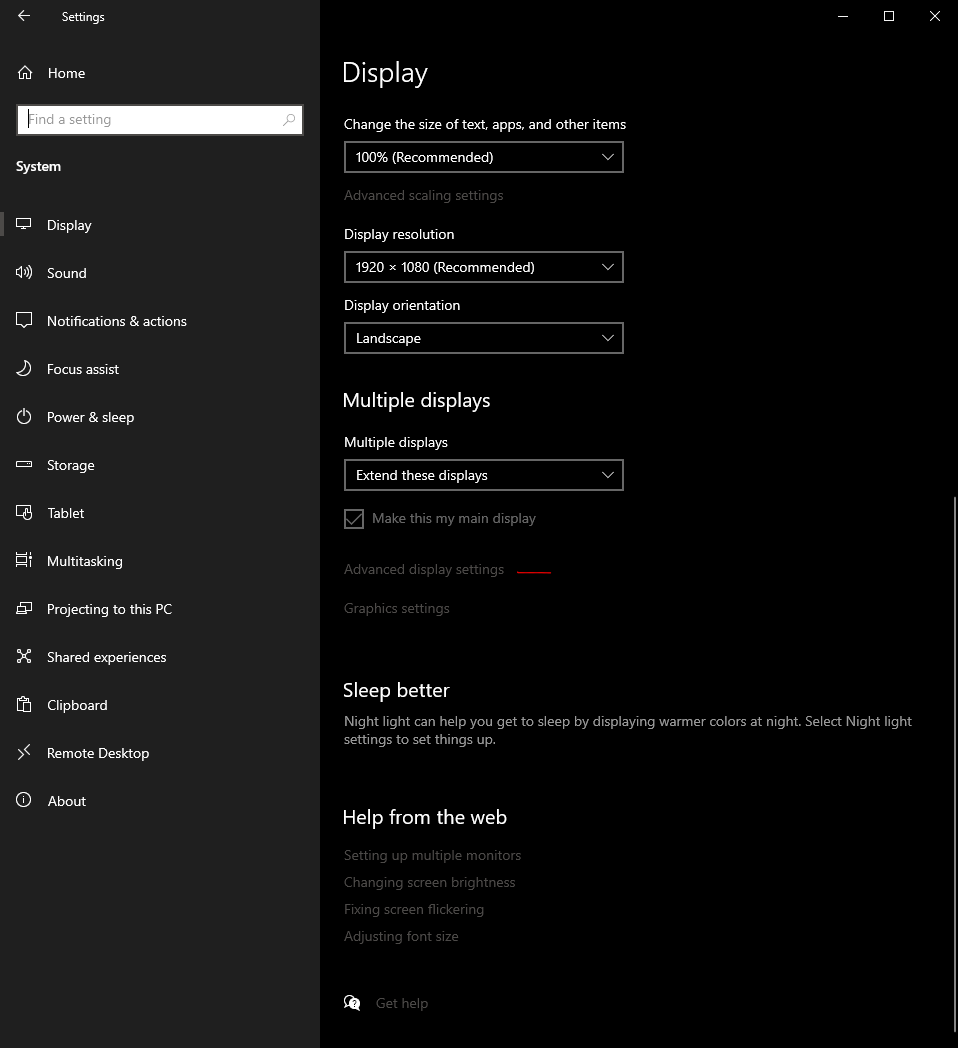 Settings
Home
Find a setting
System
Display
Sound
Notifications & actions
Focus assist
Power & sleep
Storage
Tablet
Multitasking
Projecting to this PC
Shared experiences
Clipboard
Remote Desktop
About
Display
Change the size of text, apps, and other items
100% (Recommended)
Advanced scaling settings
Display resolution
1920 × 1080 (Recommended)
Display orientation
Landscape
Multiple displays
Multiple displays
Extend these displays
Make this my main display
Advanced display settings
Graphics settings
Sleep better
Night light can help you get to sleep by displaying warmer colors at night. Select Night light
settings to set things up.
Help from the web
Setting up multiple monitors
Changing screen brightness
Fixing screen flickering
Adjusting font size
Get help